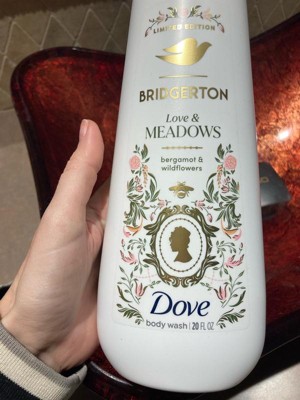 LIMITED EDITION
BRIDGERTON
Love &
MEADOWS
bergamot &
wildflowers
Dove
body wash | 20 FL OZ